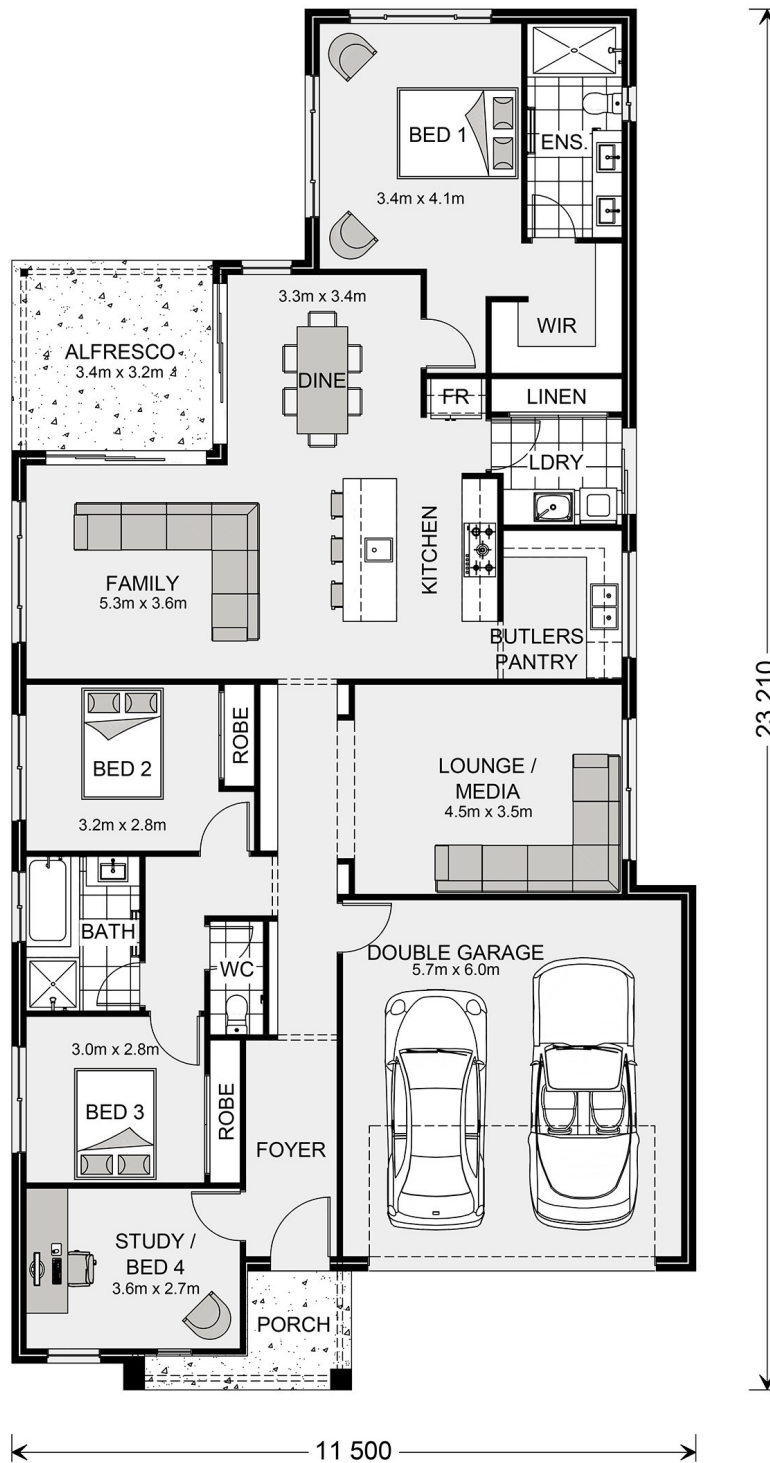 BED 1
3.4m x 4.1m
ENS.
WIR
3.3m x 3.4m
DINE
ALFRESCO
3.4m x 3.2m
FR
LINEN
LDRY
KITCHEN
FAMILY
5.3m x 3.6m
BUTLERS
PANTRY
23 210
BED 2
3.2m x 2.8m
ROBE
LOUNGE /
MEDIA
4.5m x 3.5m
BATH
WC
DOUBLE GARAGE
5.7m x 6.0m
3.0m x 2.8m
BED 3
ROBE
FOYER
STUDY /
BED 4
3.6m x 2.7m
PORCH
11 500